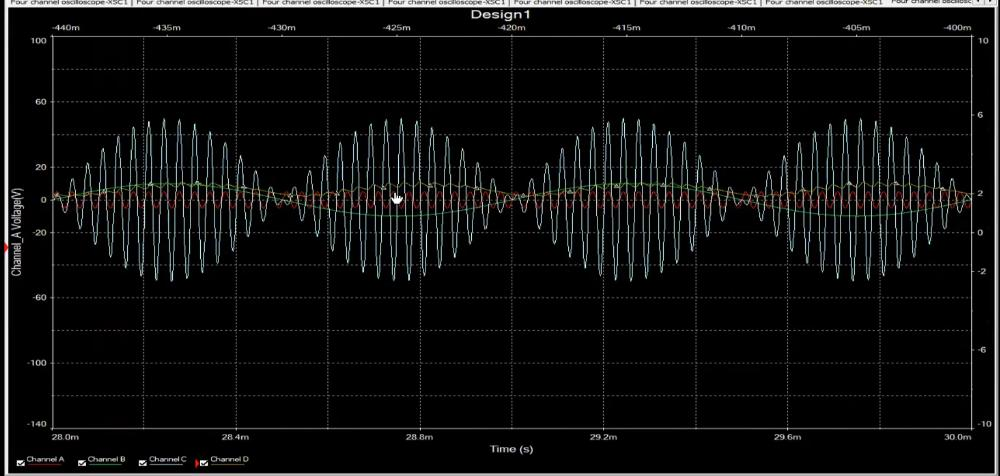 Four channel oscilloscope-XSC1 Four channel oscilloscope-XSC1 Four channel oscilloscope-XSC1 Four channel oscilloscope-XSC1 Four channel oscilloscope-XSC1 Four channel oscilloscope-XSC1 Four channel oscilloscope-XSC1 Four channel oscillosc
Design1
-440m -435m -430m -425m -420m -415m -410m -405m -400m
100 10
60 6
20
0 2
-20 0
-2
-60
-6
-100
-140 -10
Channel_A Voltage(V)
28.0m 28.4m 28.8m 29.2m 29.6m 30.0m
Time (s)
Channel A Channel B Channel C Channel D